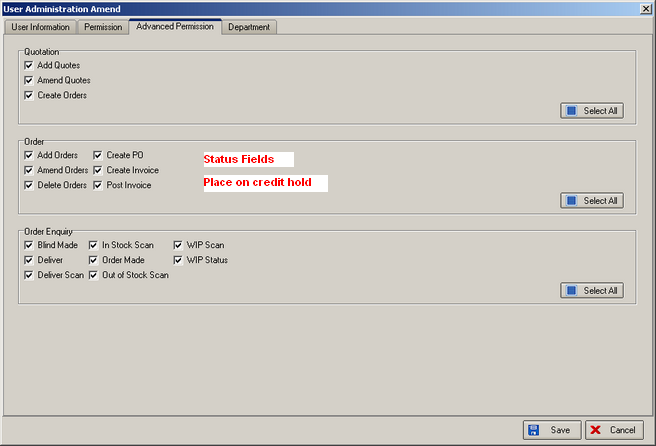 User Administration Amend
User Information Permission Advanced Permission Department
Quotation
Add Quotes
Amend Quotes
Create Orders
Select All
Order
Add Orders Create PO Status Fields
Amend Orders Create Invoice
Delete Orders Post Invoice Place on credit hold
Select All
Order Enquiry
Blind Made In Stock Scan WIP Scan
Deliver Order Made WIP Status
Deliver Scan Out of Stock Scan
Select All
Save Cancel